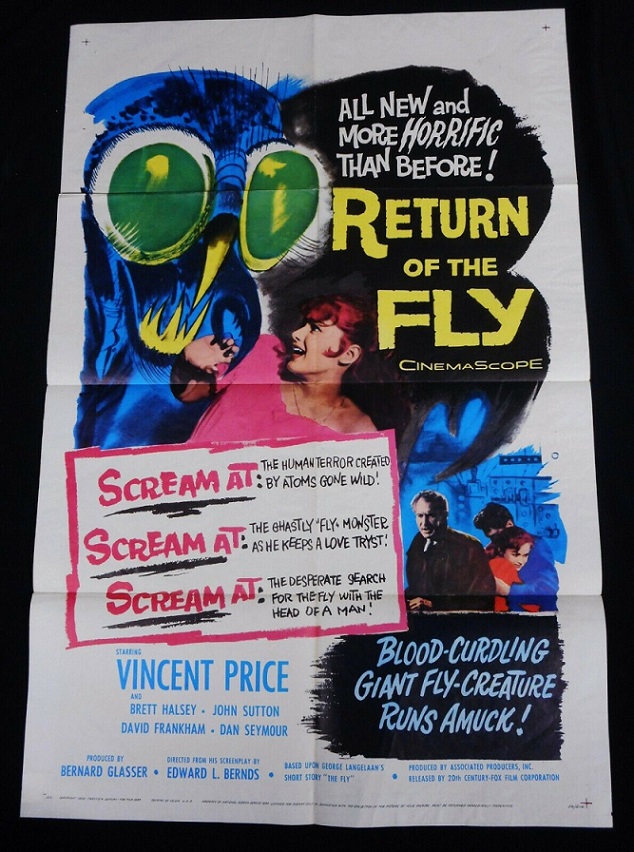 ALL NEW and
MORE HORRIFIC
THAN BEFORE!
RETURN
OF THE
FLY
CINEMASCOPE
SCREAM AT: THE HUMAN TERROR CREATED
BY ATOMS GONE WILD!
SCREAM AT: THE GHASTLY "FLY" MONSTER
AS HE KEEPS A LOVE TRYST!
SCREAM AT: THE DESPERATE SEARCH
FOR THE FLY WITH THE
HEAD OF A MAN!
BLOOD-CURDLING
GIANT FLY-CREATURE
RUNS AMUCK!
STARRING
VINCENT PRICE
AND
BRETT HALSEY • JOHN SUTTON
DAVID FRANKHAM • DAN SEYMOUR
PRODUCED BY
BERNARD GLASSER •
DIRECTED FROM HIS SCREENPLAY BY
EDWARD L. BERNDS •
BASED UPON GEORGE LANGELAAN'S
SHORT STORY "THE FLY" •
PRODUCED BY ASSOCIATED PRODUCERS, INC.
RELEASED BY 20th CENTURY-FOX FILM CORPORATION